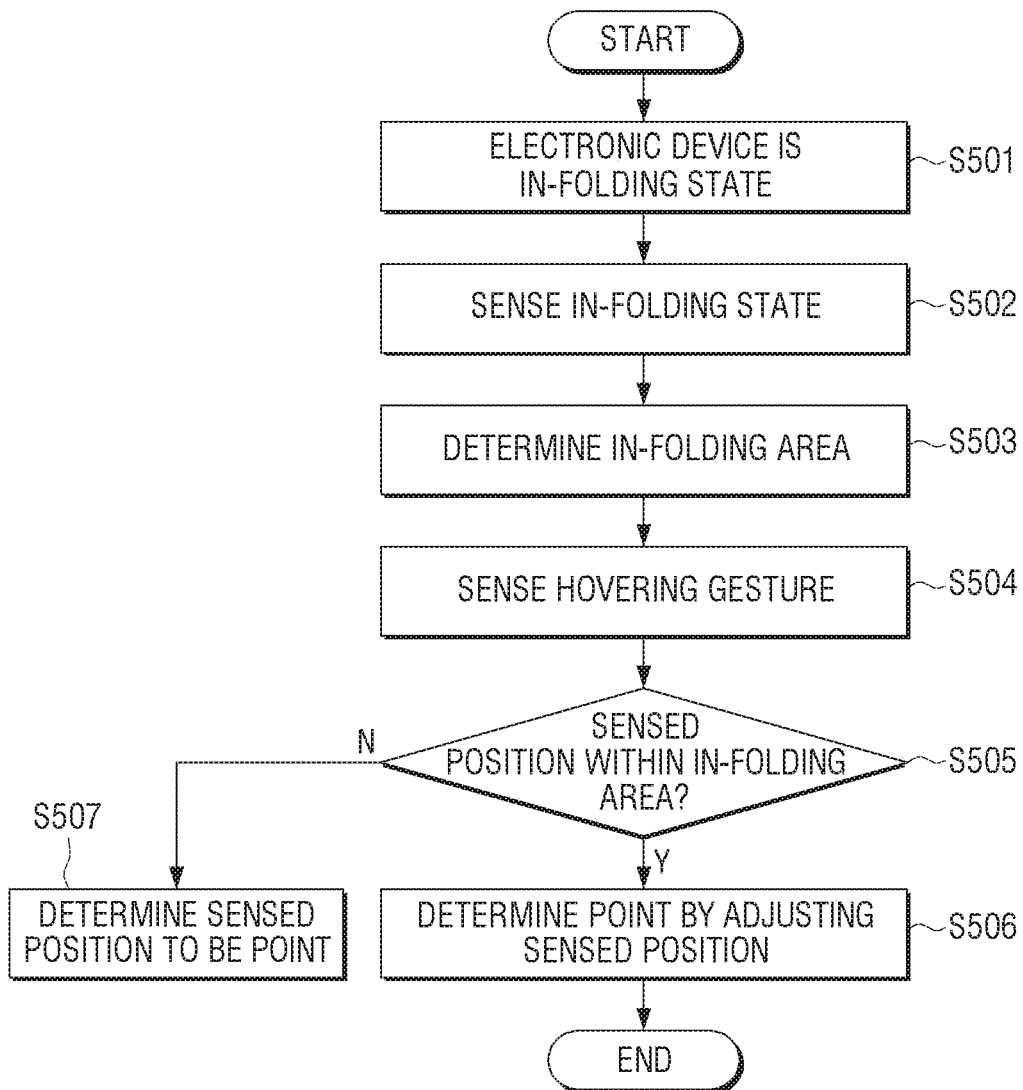 START
ELECTRONIC DEVICE IS
IN-FOLDING STATE
S501
SENSE IN-FOLDING STATE
S502
DETERMINE IN-FOLDING AREA
S503
SENSE HOVERING GESTURE
S504
SENSED
POSITION WITHIN IN-FOLDING
AREA?
S505
N
Y
S507
DETERMINE SENSED
POSITION TO BE POINT
DETERMINE POINT BY ADJUSTING
SENSED POSITION
S506
END